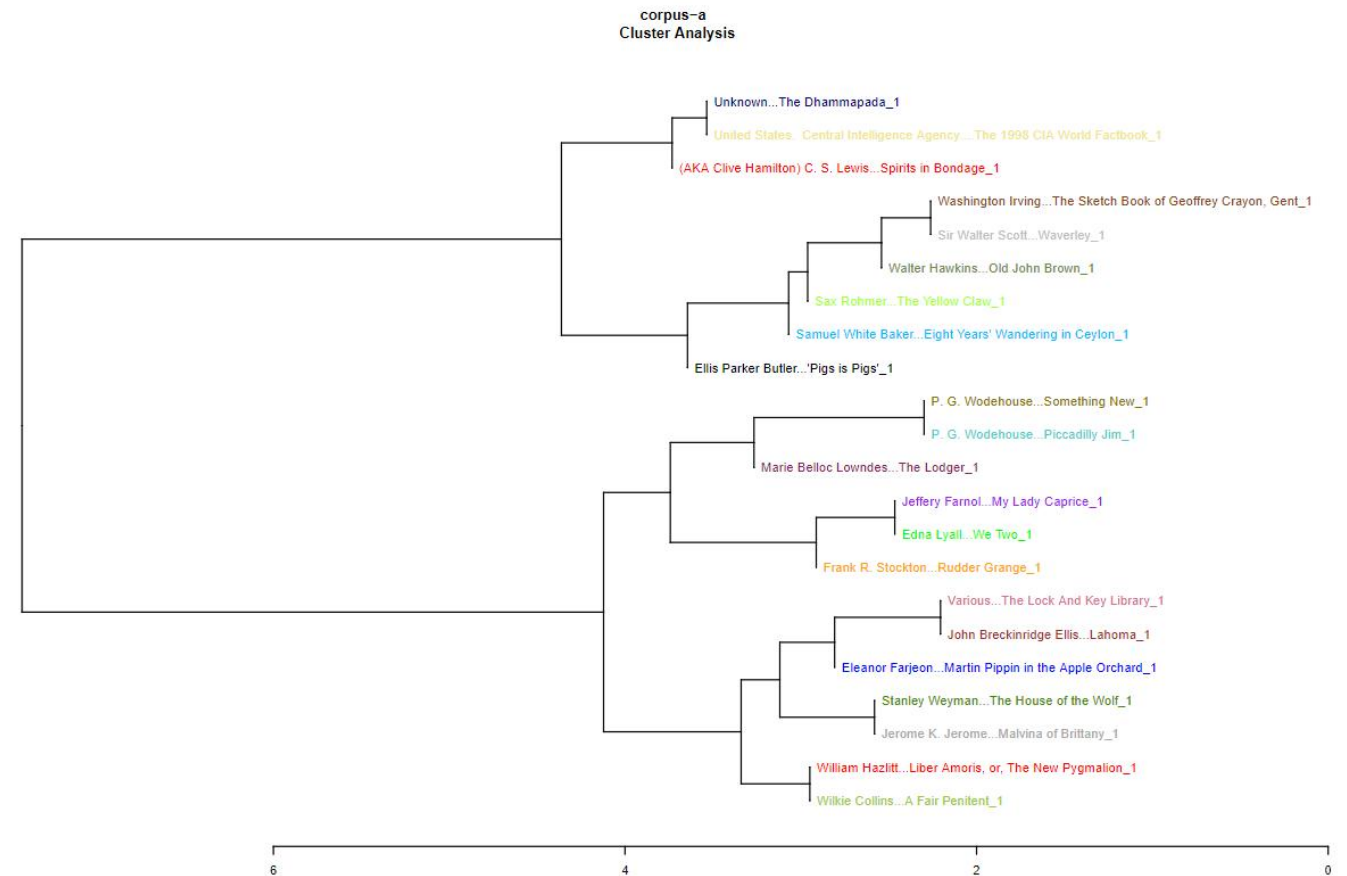 corpus−a
Cluster Analysis
Unknown...The Dhammapada_1
United States. Central Intelligence Agency....The 1998 CIA World Factbook_1
(AKA Clive Hamilton) C. S. Lewis...Spirits in Bondage_1
Washington Irving...The Sketch Book of Geoffrey Crayon, Gent_1
Sir Walter Scott...Waverley_1
Walter Hawkins...Old John Brown_1
Sax Rohmer...The Yellow Claw_1
Samuel White Baker...Eight Years' Wandering in Ceylon_1
Ellis Parker Butler...'Pigs is Pigs'_1
P. G. Wodehouse...Something New_1
P. G. Wodehouse...Piccadilly Jim_1
Marie Belloc Lowndes...The Lodger_1
Jeffery Farnol...My Lady Caprice_1
Edna Lyall...We Two_1
Frank R. Stockton...Rudder Grange_1
Various...The Lock And Key Library_1
John Breckinridge Ellis...Lahoma_1
Eleanor Farjeon...Martin Pippin in the Apple Orchard_1
Stanley Weyman...The House of the Wolf_1
Jerome K. Jerome...Malvina of Brittany_1
William Hazlitt...Liber Amoris, or, The New Pygmalion_1
Wilkie Collins...A Fair Penitent_1
6 4 2 0